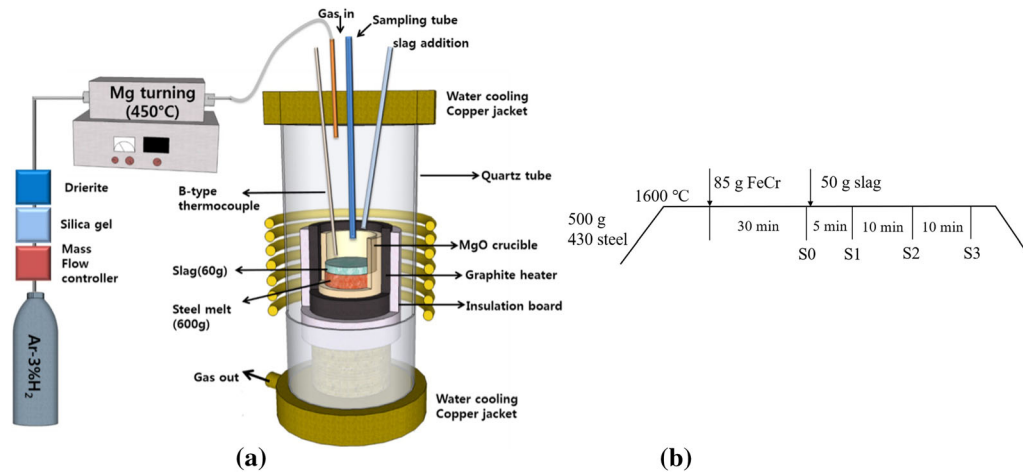 Gas in
Sampling tube
slag addition
Mg turning
(450°C)
Water cooling
Copper jacket
Drierite
Silica gel
Mass
Flow
controller
Ar-3%H₂
B-type
thermocouple
Quartz tube
Slag(60g)
Steel melt
(600g)
MgO crucible
Graphite heater
Insulation board
Gas out
Water cooling
Copper jacket
(a)
1600 ℃
85 g FeCr
50 g slag
500 g
430 steel
30 min
5 min
10 min
10 min
S0
S1
S2
S3
(b)